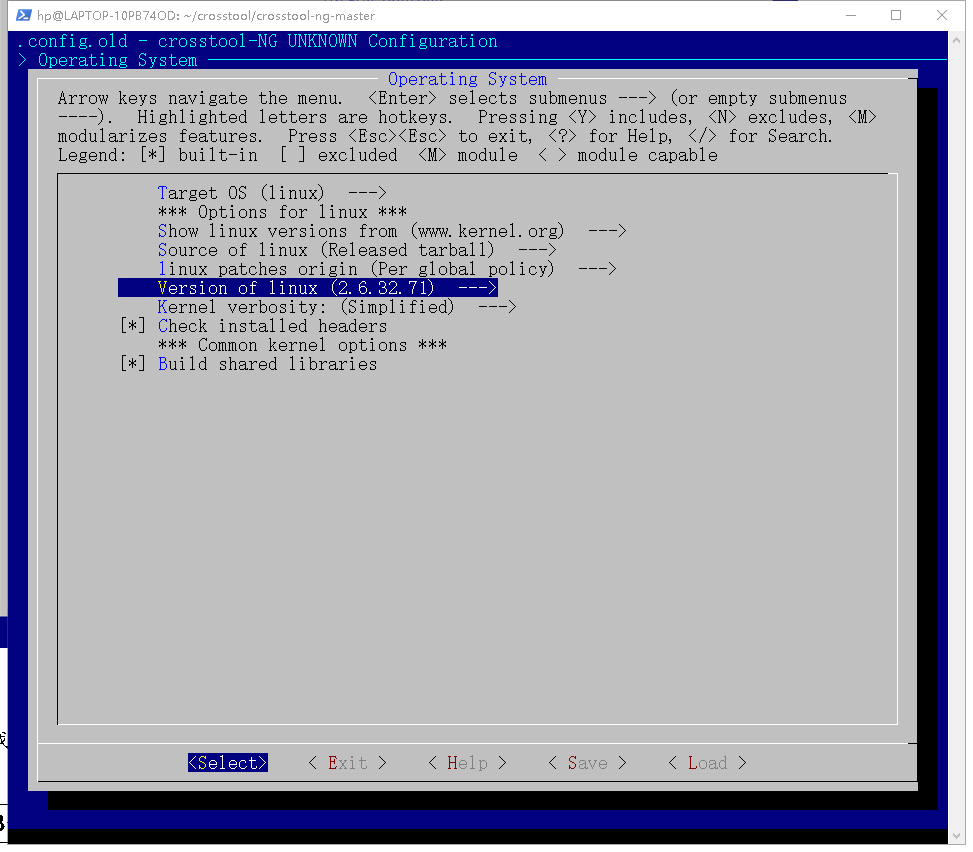 hp@LAPTOP-10PB74OD: ~/crosstool/crosstool-ng-master
.config.old - crosstool-NG UNKNOWN Configuration
> Operating System
Operating System
Arrow keys navigate the menu.  <Enter> selects submenus ---> (or empty submenus
----).  Highlighted letters are hotkeys.  Pressing <Y> includes, <N> excludes, <M>
modularizes features.  Press <Esc><Esc> to exit, <?> for Help, </> for Search.
Legend: [*] built-in  [ ] excluded  <M> module  < > module capable
Target OS (linux)  --->
*** Options for linux ***
Show linux versions from (www.kernel.org)  --->
Source of linux (Released tarball)  --->
linux patches origin (Per global policy)  --->
Version of linux (2.6.32.71)  --->
Kernel verbosity: (Simplified)  --->
[*] Check installed headers
*** Common kernel options ***
[*] Build shared libraries
<Select>    < Exit >    < Help >    < Save >    < Load >